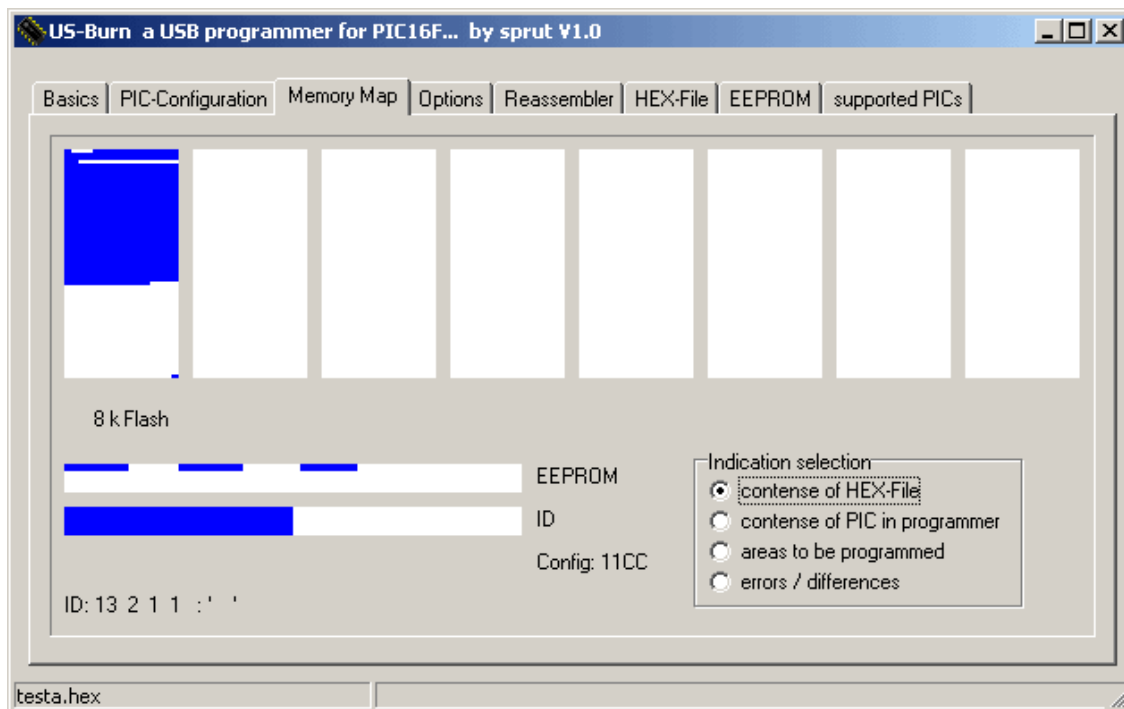 US-Burn a USB programmer for PIC16F... by sprut V1.0
Basics PIC-Configuration Memory Map Options Reassembler HEX-File EEPROM supported PICs
8 k Flash
EEPROM
ID
Config: 11CC
ID: 13 2 1 1 : ' '
Indication selection
contense of HEX-File
contense of PIC in programmer
areas to be programmed
errors / differences
testa.hex